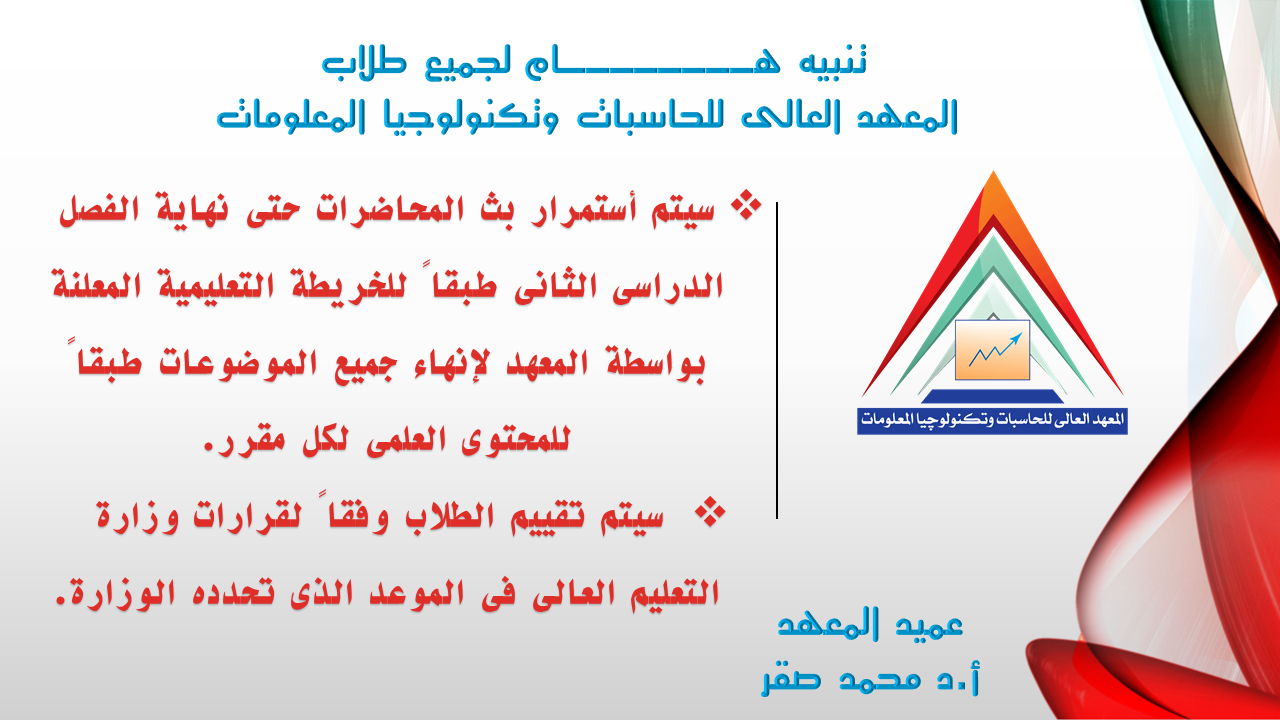 تنبيه هـــــــــــــــام لجميع طلاب
المعهد العالى للحاسبات وتكنولوجيا المعلومات
❖ سيتم أستمرار بث المحاضرات حتى نهاية الفصل
الدراسى الثانى طبقاً للخريطة التعليمية المعلنة
بواسطة المعهد لإنهاء جميع الموضوعات طبقاً
للمحتوى العلمى لكل مقرر.
❖ سيتم تقييم الطلاب وفقاً لقرارات وزارة
التعليم العالى فى الموعد الذى تحدده الوزارة.
المعهد العالى للحاسبات وتكنولوچيا المعلومات
عميد المعهد
أ.د محمد صقر